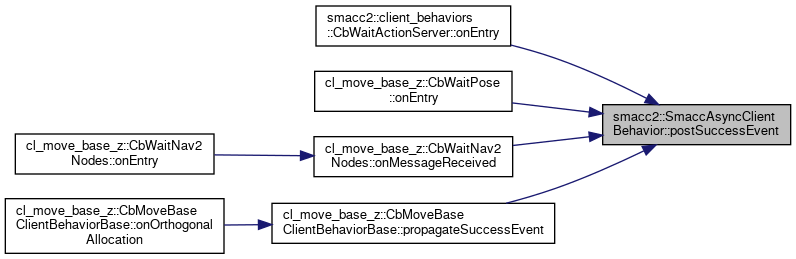 smacc2::client_behaviors
::CbWaitActionServer::onEntry
cl_move_base_z::CbWaitPose
::onEntry
smacc2::SmaccAsyncClient
Behavior::postSuccessEvent
cl_move_base_z::CbWaitNav2
Nodes::onEntry
cl_move_base_z::CbWaitNav2
Nodes::onMessageReceived
cl_move_base_z::CbMoveBase
ClientBehaviorBase::onOrthogonal
Allocation
cl_move_base_z::CbMoveBase
ClientBehaviorBase::propagateSuccessEvent